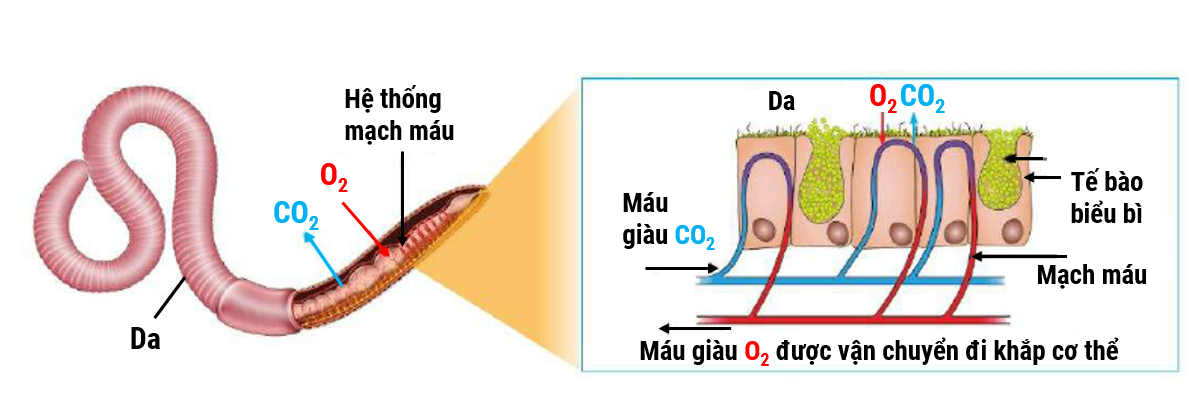 Hệ thống
mạch máu
O2
CO2
Da
Da
O2 CO2
Máu
giàu CO2
Tế bào
biểu bì
Mạch máu
Máu giàu O2 được vận chuyển đi khắp cơ thể